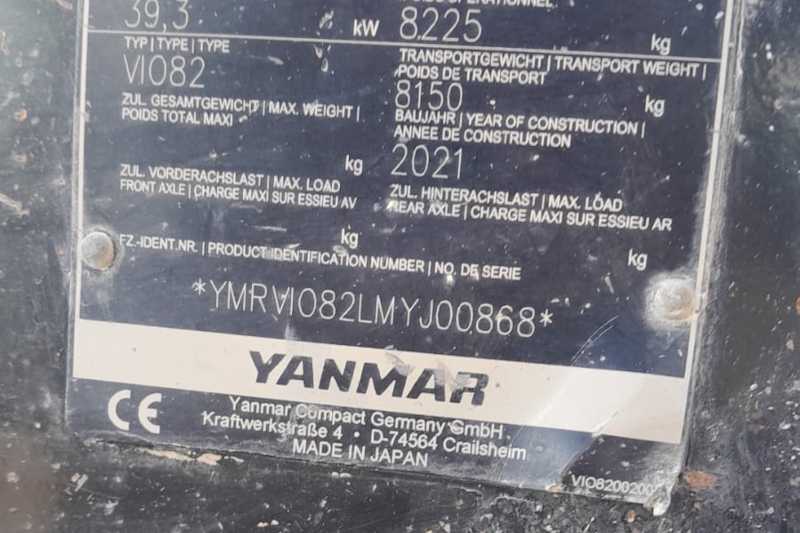 39,3 kW 8225 kg
TYP | TYPE | TYPE
VIO82
TRANSPORTGEWICHT | TRANSPORT WEIGHT |
POIDS DE TRANSPORT
8150 kg
ZUL. GESAMTGEWICHT | MAX. WEIGHT |
POIDS TOTAL MAXI
kg
BAUJAHR | YEAR OF CONSTRUCTION |
ANNEE DE CONSTRUCTION
2021
ZUL. VORDERACHSLAST | MAX. LOAD
FRONT AXLE | CHARGE MAXI SUR ESSIEU AV
kg
ZUL. HINTERACHSLAST | MAX. LOAD
REAR AXLE | CHARGE MAXI SUR ESSIEU AR
kg
FZ.-IDENT.NR. | PRODUCT IDENTIFICATION NUMBER | NO. DE SERIE
*YMRVIO82LMYJ00868*
YANMAR
CE
Yanmar Compact Germany GmbH
Kraftwerkstraße 4 • D-74564 Crailsheim
MADE IN JAPAN